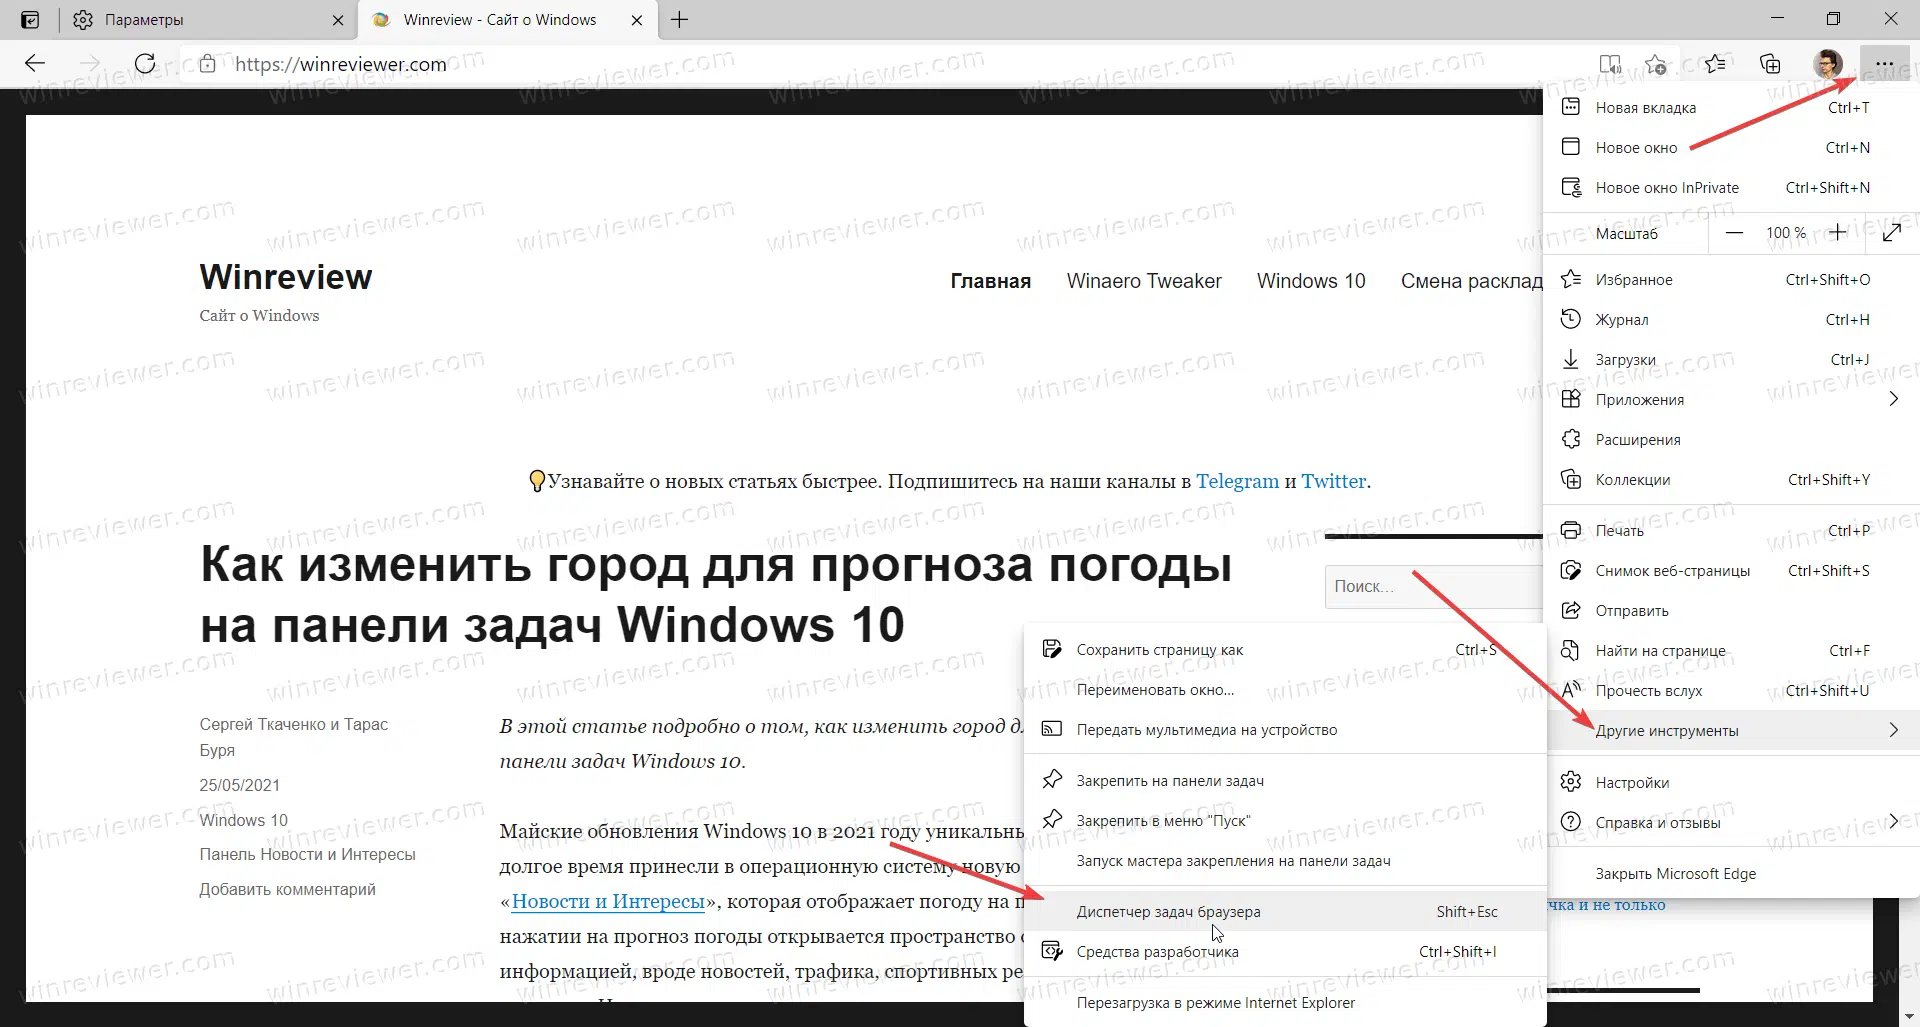 Параметры
Winreview - Сайт о Windows
https://winreviewer.com
Winreview
Сайт о Windows
Главная Winaero Tweaker Windows 10 Смена расклад
Узнавайте о новых статьях быстрее. Подпишитесь на наши каналы в Telegram и Twitter.
Как изменить город для прогноза погоды
на панели задач Windows 10
Поиск...
Сергей Ткаченко и Тарас
Буря
25/05/2021
Windows 10
Панель Новости и Интересы
Добавить комментарий
В этой статье подробно о том, как изменить город
панели задач Windows 10.
Майские обновления Windows 10 в 2021 году
долгое время принесли в операционную систему новую
«Новости и Интересы», которая отображает погоду на
нажатии на прогноз погоды открывается пространство
информацией, вроде новостей, трафика, спортивных
Новая вкладка Ctrl+T
Новое окно Ctrl+N
Новое окно InPrivate Ctrl+Shift+N
Масштаб — 100 % +
Избранное Ctrl+Shift+O
Журнал Ctrl+H
Загрузки Ctrl+J
Приложения
Расширения
Коллекции Ctrl+Shift+Y
Печать Ctrl+P
Снимок веб-страницы Ctrl+Shift+S
Отправить
Найти на странице Ctrl+F
Прочесть вслух Ctrl+Shift+U
Другие инструменты
Настройки
Справка и отзывы
Закрыть Microsoft Edge
чка и не только
Сохранить страницу как Ctrl+S
Переименовать окно...
Передать мультимедиа на устройство
Закрепить на панели задач
Закрепить в меню "Пуск"
Запуск мастера закрепления на панели задач
Диспетчер задач браузера Shift+Esc
Средства разработчика Ctrl+Shift+I
Перезагрузка в режиме Internet Explorer
winreviewer.com